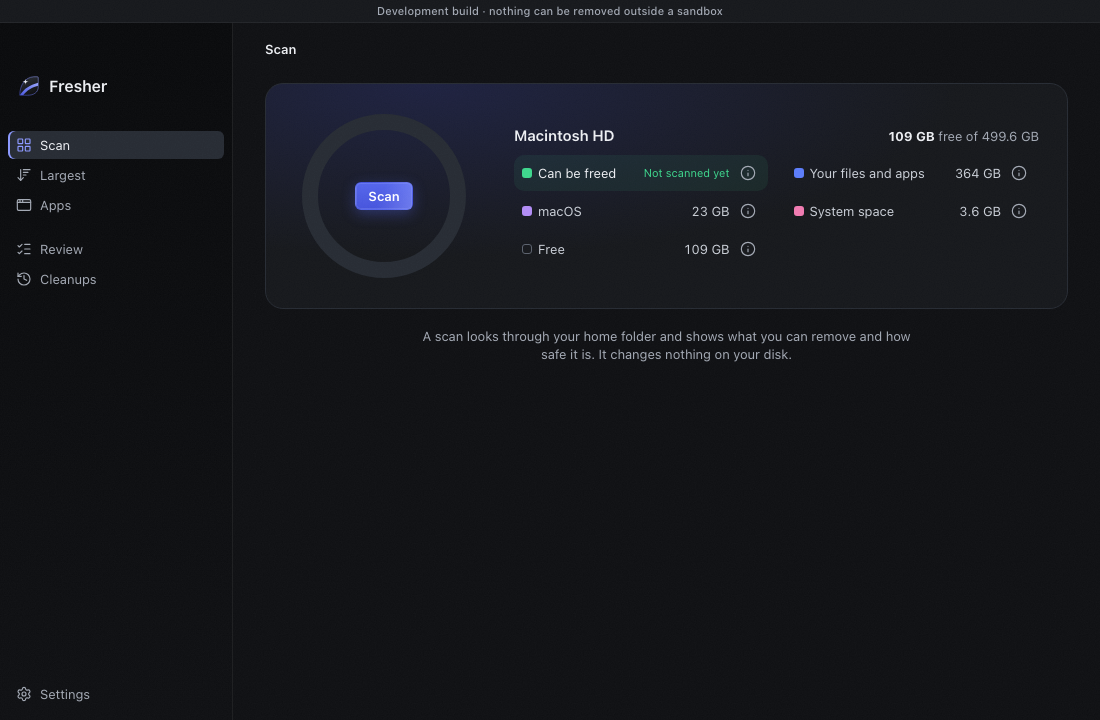 Development build · nothing can be removed outside a sandbox
Fresher
Scan
Largest
Apps
Review
Cleanups
Settings
Scan
Scan
Macintosh HD
109 GB free of 499.6 GB
Can be freed Not scanned yet
Your files and apps 364 GB
macOS 23 GB
System space 3.6 GB
Free 109 GB
A scan looks through your home folder and shows what you can remove and how
safe it is. It changes nothing on your disk.